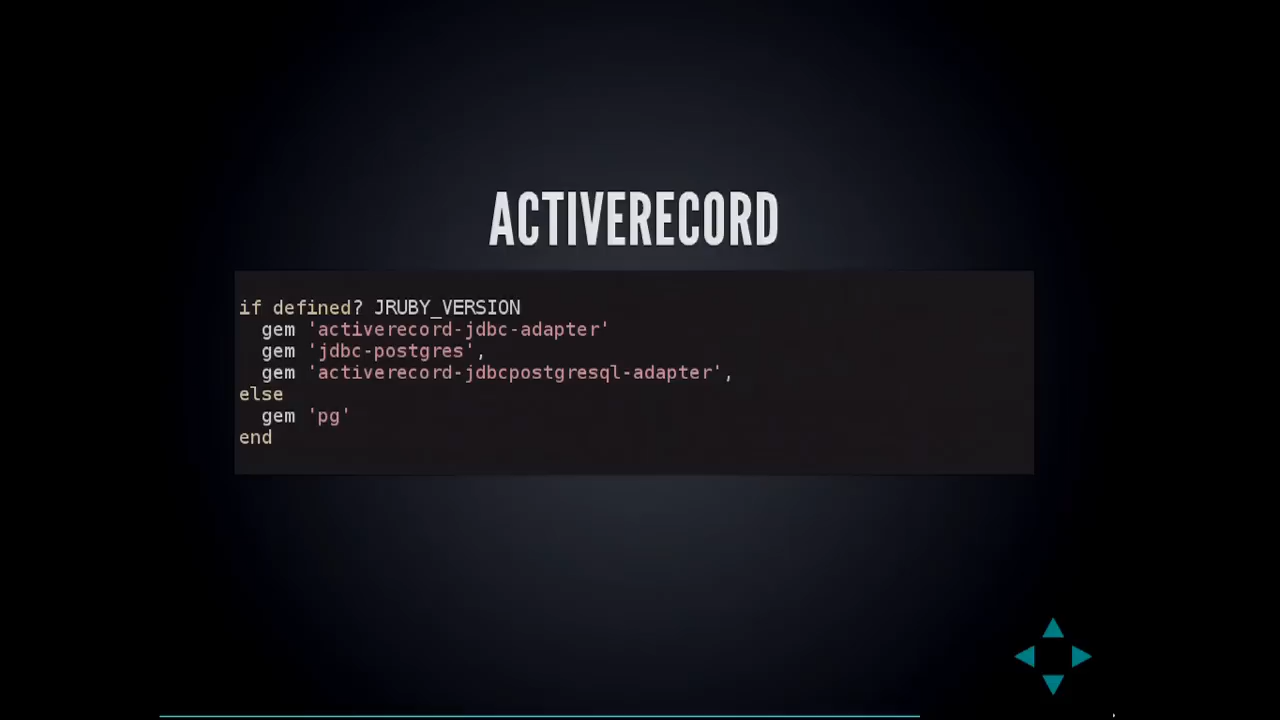 ACTIVERECORD
if defined? JRUBY_VERSION
  gem 'activerecord-jdbc-adapter'
  gem 'jdbc-postgres',
  gem 'activerecord-jdbcpostgresql-adapter',
else
  gem 'pg'
end